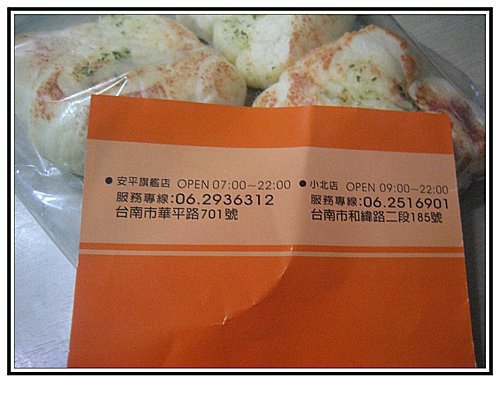 ● 安平旗艦店 OPEN 07:00~22:00
服務專線:06.2936312
台南市華平路701號
● 小北店 OPEN 09:00~22:00
服務專線:06.2516901
台南市和緯路二段185號